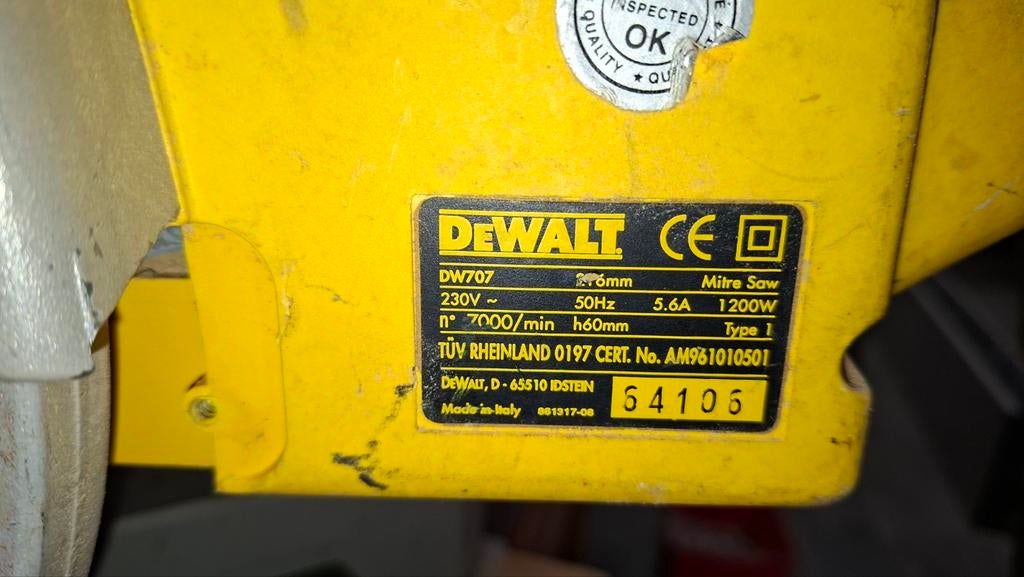 INSPECTED
OK
QUALITY ★
DEWALT. CE
DW707 Mitre Saw
230V ~ 50Hz 5.6A 1200W
n° 7000/min h60mm Type 1
TÜV RHEINLAND 0197 CERT. No. AM961010501
DEWALT, D - 65510 IDSTEIN
64106
Made in Italy 861317-08